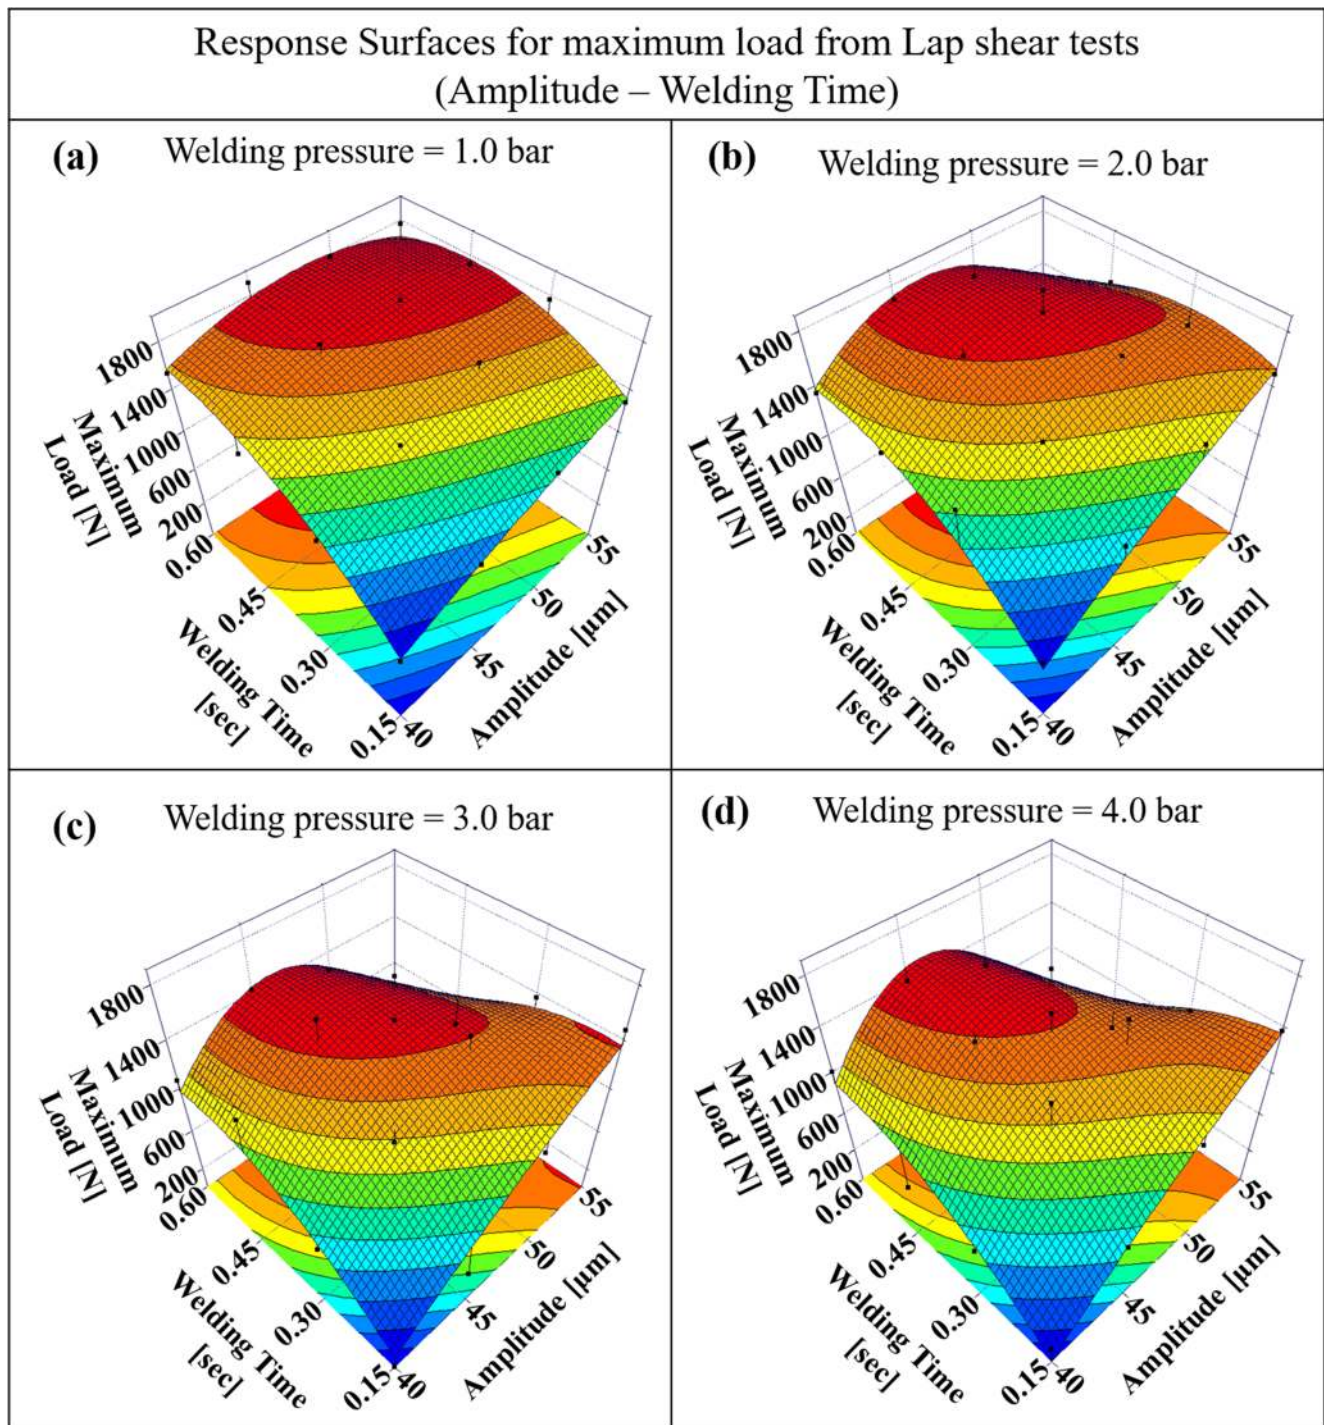 Response Surfaces for maximum load from Lap shear tests
(Amplitude – Welding Time)
(a)
Welding pressure = 1.0 bar
1800
1400
1000
600
200
Maximum
Load [N]
0.60
0.45
0.30
0.15
Welding Time
[sec]
40
45
50
55
Amplitude [μm]
(b)
Welding pressure = 2.0 bar
1800
1400
1000
600
200
Maximum
Load [N]
0.60
0.45
0.30
0.15
Welding Time
[sec]
40
45
50
55
Amplitude [μm]
(c)
Welding pressure = 3.0 bar
1800
1400
1000
600
200
Maximum
Load [N]
0.60
0.45
0.30
0.15
Welding Time
[sec]
40
45
50
55
Amplitude [μm]
(d)
Welding pressure = 4.0 bar
1800
1400
1000
600
200
Maximum
Load [N]
0.60
0.45
0.30
0.15
Welding Time
[sec]
40
45
50
55
Amplitude [μm]